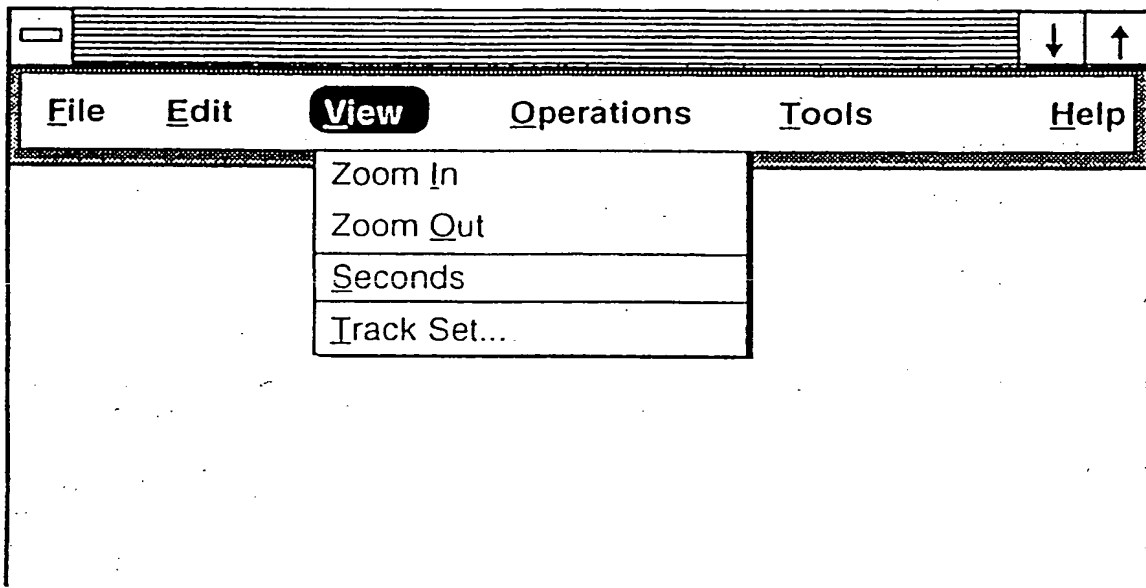 File Edit View Operations Tools Help
Zoom In
Zoom Out
Seconds
Track Set...